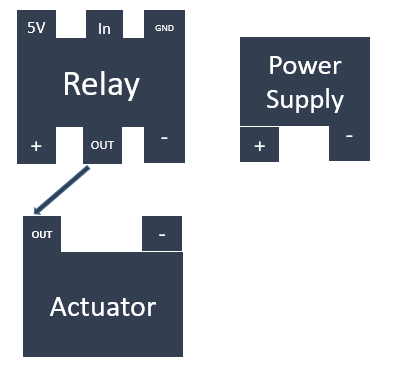 5V In GND
Relay
+ OUT -
Power
Supply
+ -
OUT -
Actuator